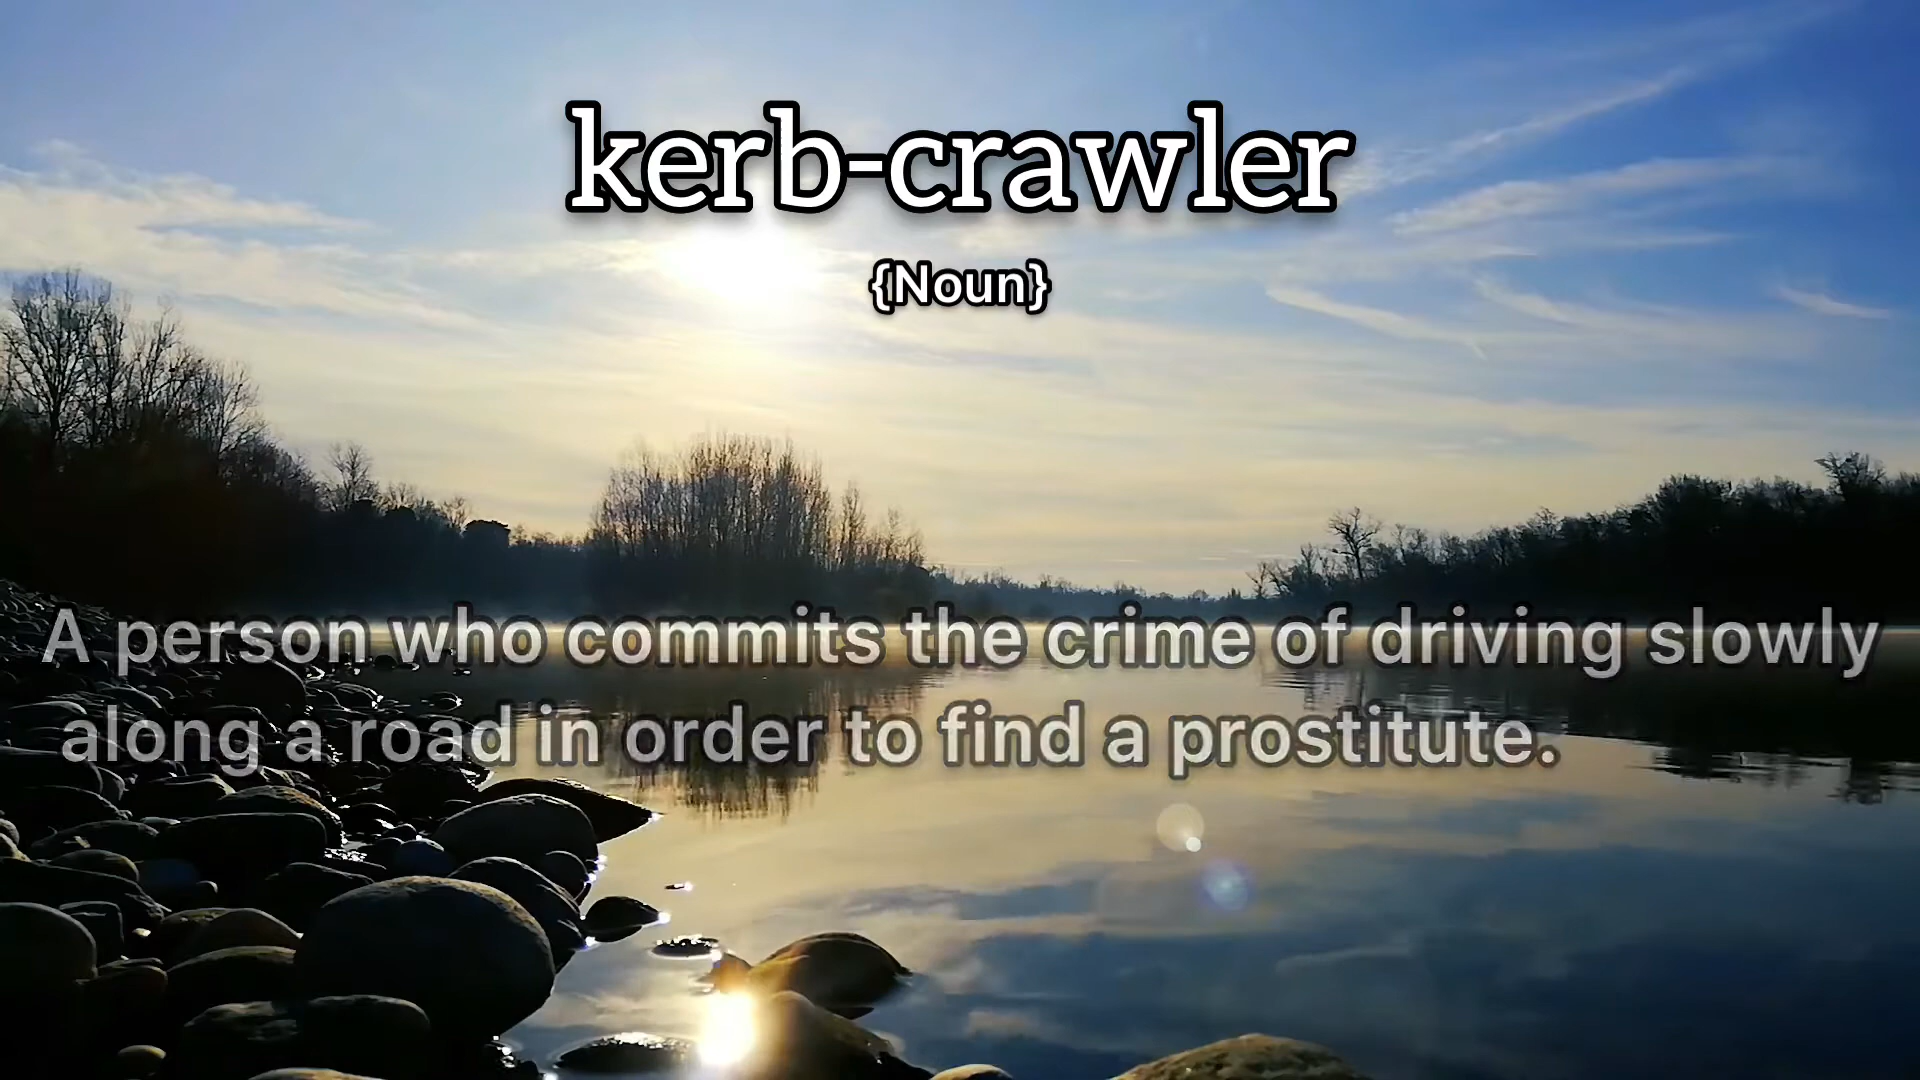 kerb-crawler
{Noun}
A person who commits the crime of driving slowly
along a road in order to find a prostitute.